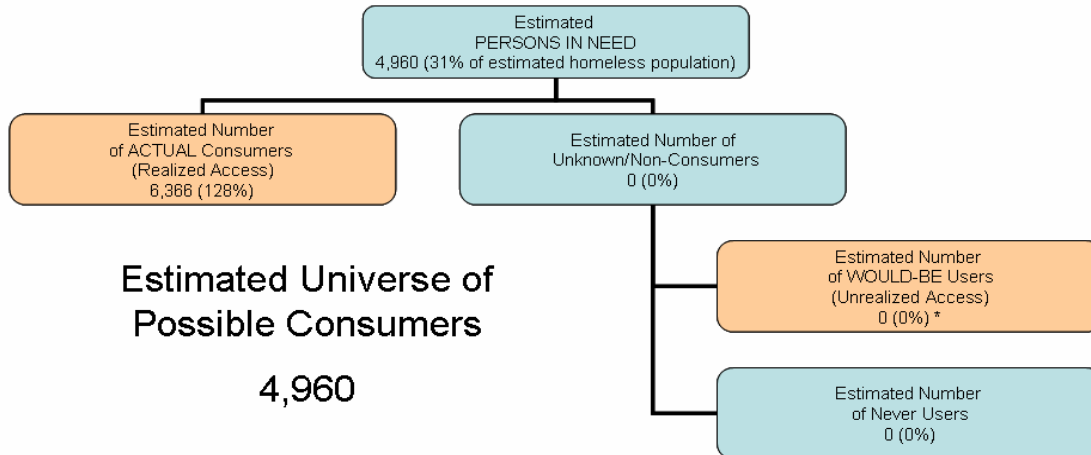 Estimated
PERSONS IN NEED
4,960 (31% of estimated homeless population)
Estimated Number
of ACTUAL Consumers
(Realized Access)
6,366 (128%)
Estimated Number of
Unknown/Non-Consumers
0 (0%)
Estimated Number
of WOULD-BE Users
(Unrealized Access)
0 (0%) *
Estimated Universe of
Possible Consumers
4,960
Estimated Number
of Never Users
0 (0%)